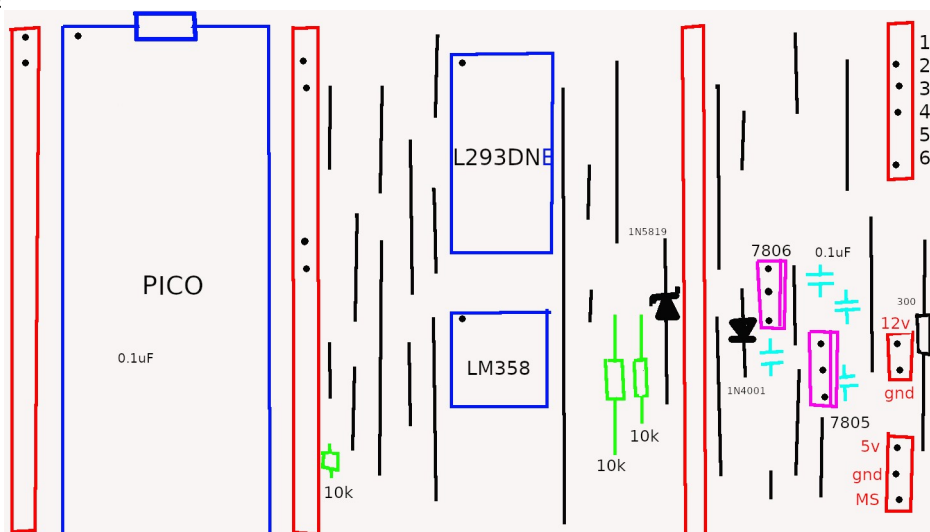 1
2
3
4
5
6
L293DNE
1N5819
7806
0.1uF
PICO
300
12v
0.1uF
LM358
1N4001
gnd
7805
10k
5v
10k
gnd
10k
MS